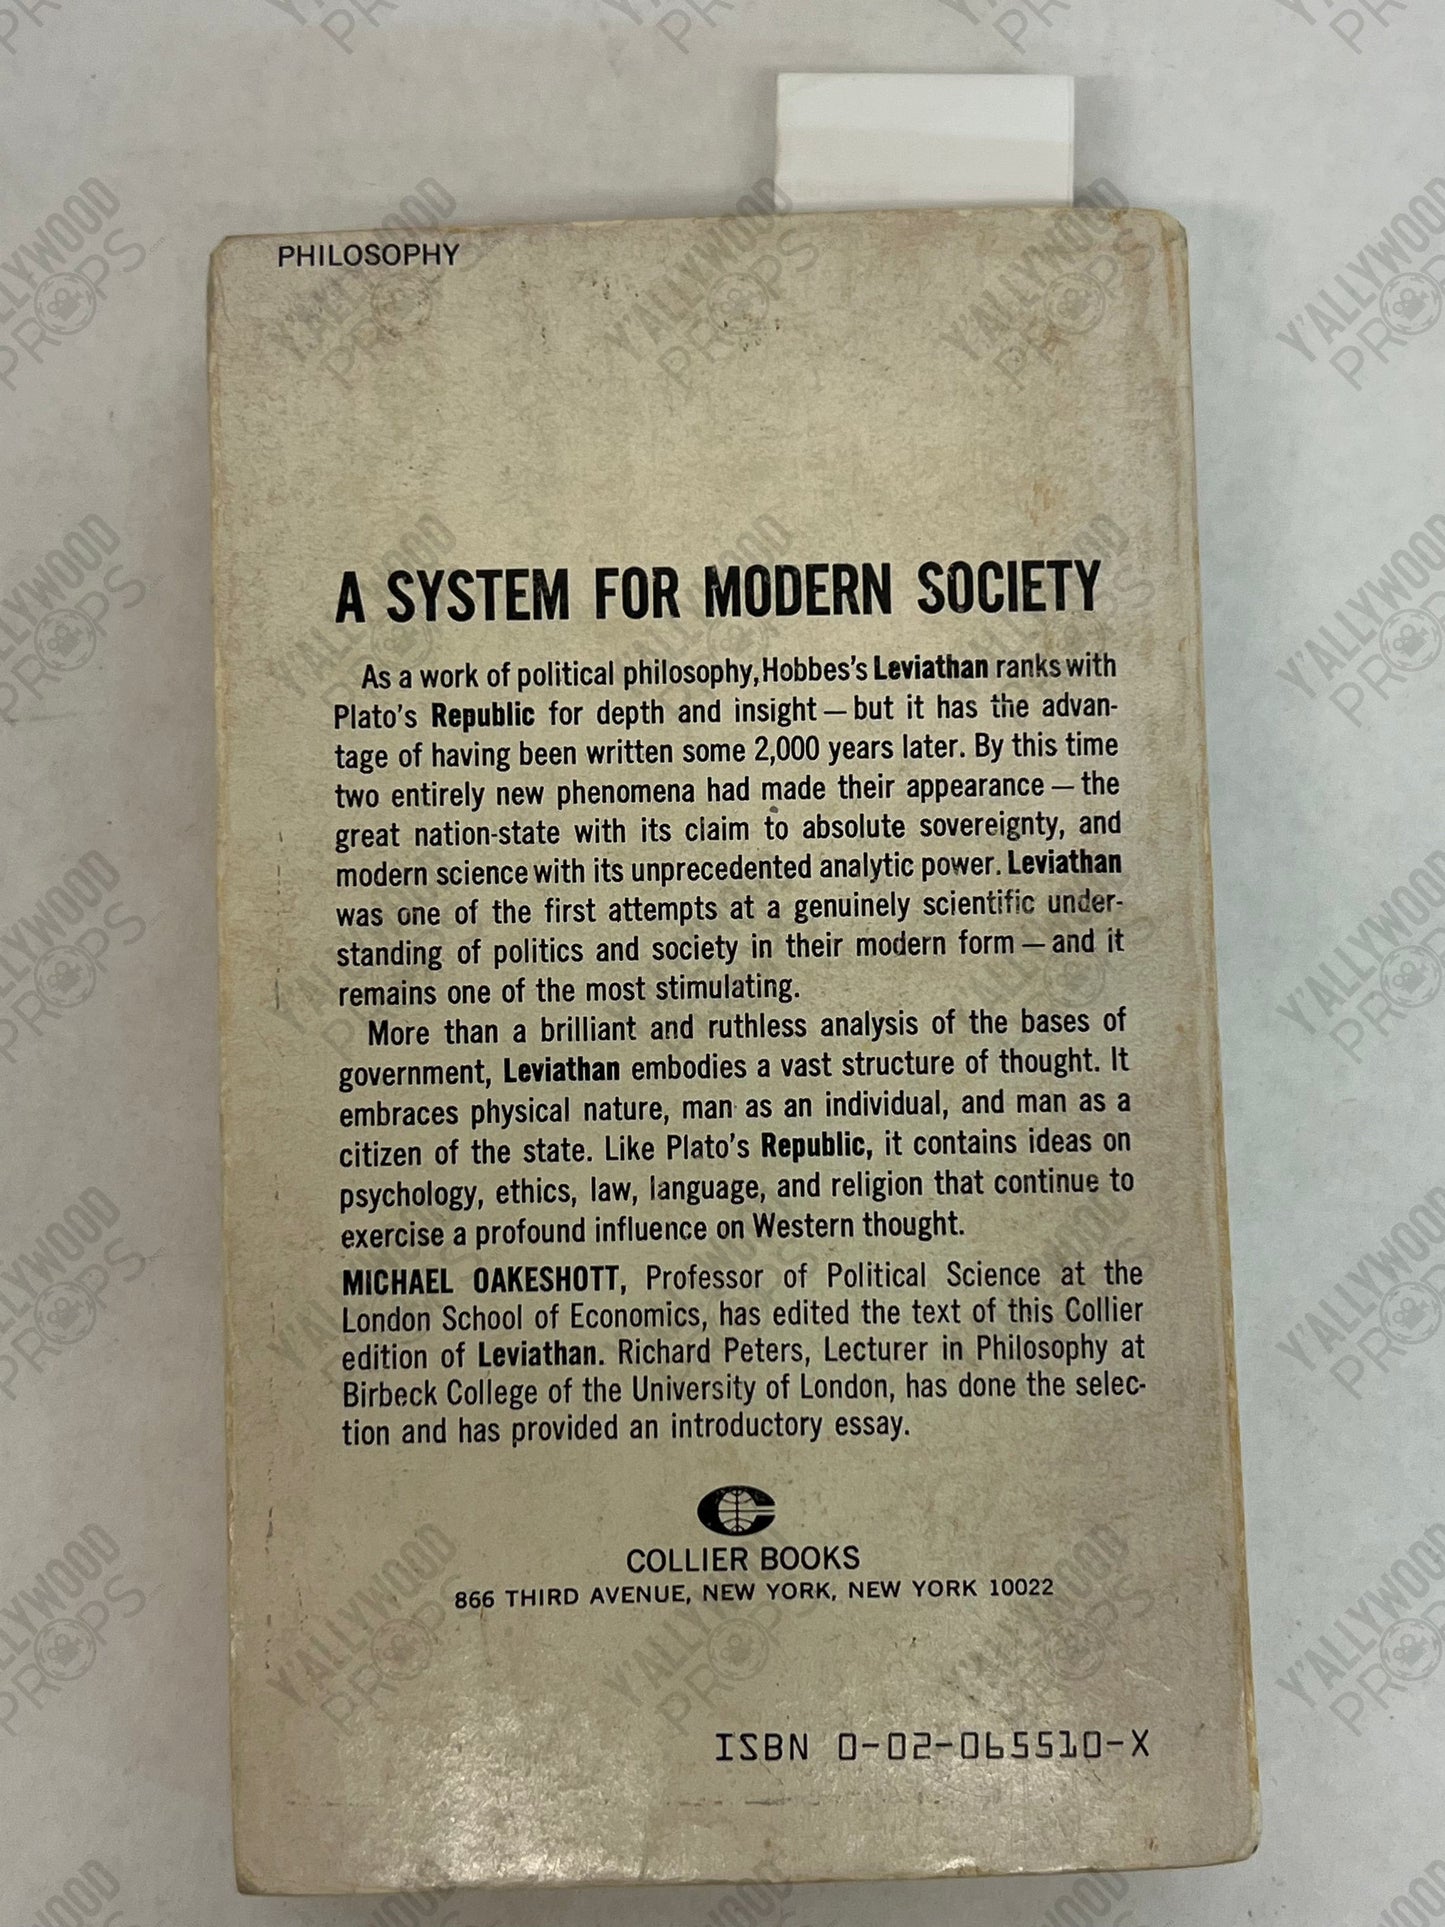 PHILOSOPHY
A SYSTEM FOR MODERN SOCIETY
As a work of political philosophy, Hobbes's Leviathan ranks with
Plato's Republic for depth and insight — but it has the advan-
tage of having been written some 2,000 years later. By this time
two entirely new phenomena had made their appearance — the
great nation-state with its claim to absolute sovereignty, and
modern science with its unprecedented analytic power. Leviathan
was one of the first attempts at a genuinely scientific under-
standing of politics and society in their modern form — and it
remains one of the most stimulating.
More than a brilliant and ruthless analysis of the bases of
government, Leviathan embodies a vast structure of thought. It
embraces physical nature, man as an individual, and man as a
citizen of the state. Like Plato's Republic, it contains ideas on
psychology, ethics, law, language, and religion that continue to
exercise a profound influence on Western thought.
MICHAEL OAKESHOTT, Professor of Political Science at the
London School of Economics, has edited the text of this Collier
edition of Leviathan. Richard Peters, Lecturer in Philosophy at
Birbeck College of the University of London, has done the selec-
tion and has provided an introductory essay.
COLLIER BOOKS
866 THIRD AVENUE, NEW YORK, NEW YORK 10022
ISBN 0-02-065510-X
Y'ALLYWOOD
PROPS